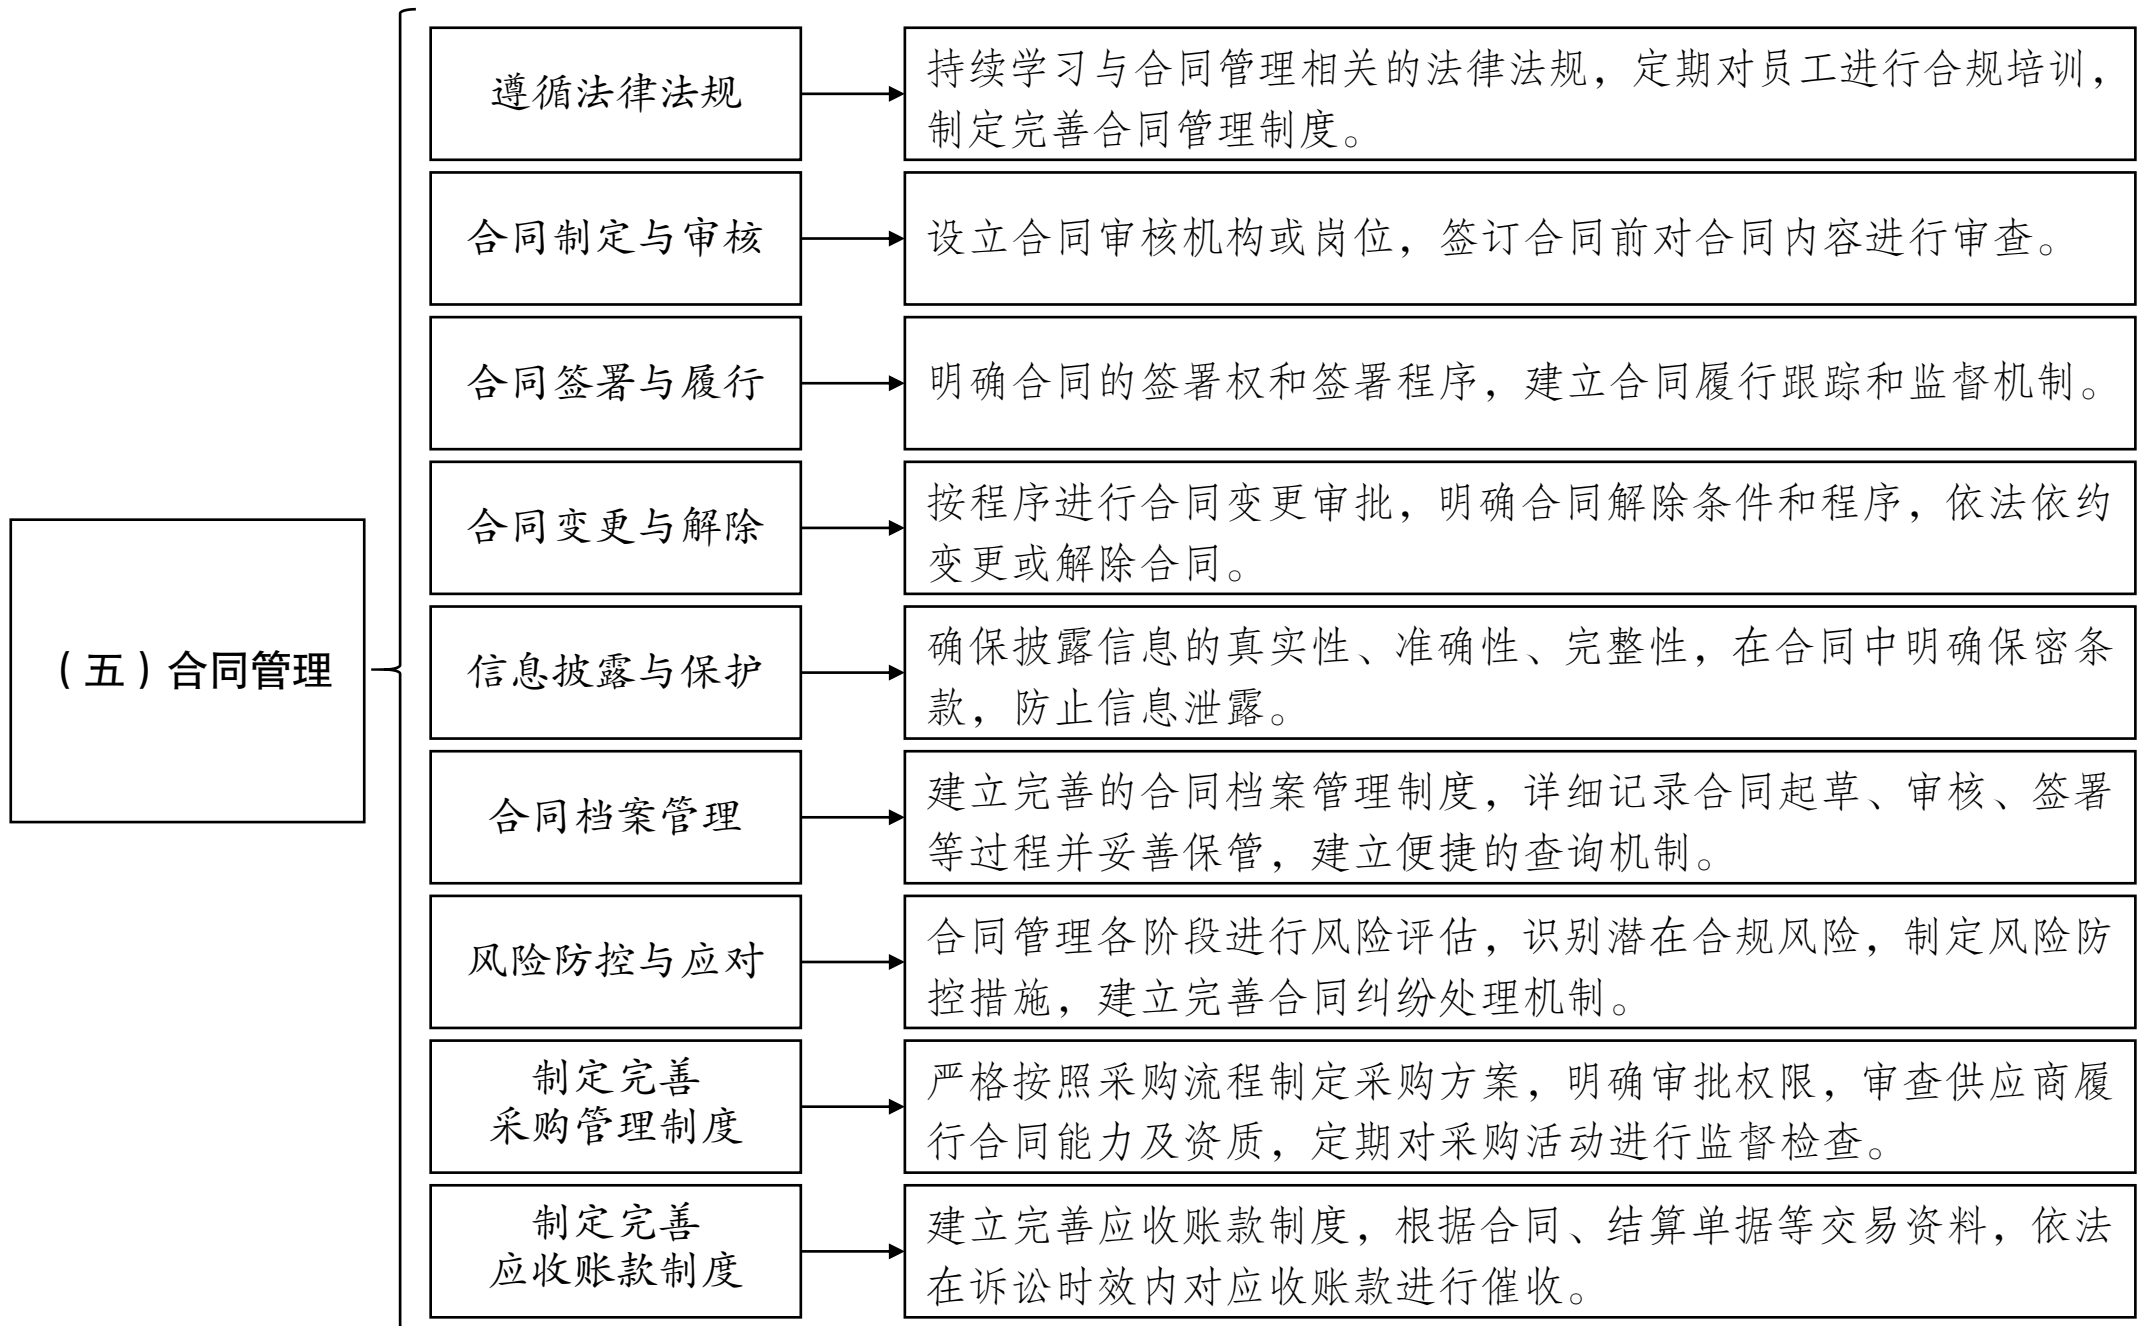 (五)合同管理
遵循法律法规
持续学习与合同管理相关的法律法规，定期对员工进行合规培训，
制定完善合同管理制度。
合同制定与审核
设立合同审核机构或岗位，签订合同前对合同内容进行审查。
合同签署与履行
明确合同的签署权和签署程序，建立合同履行跟踪和监督机制。
合同变更与解除
按程序进行合同变更审批，明确合同解除条件和程序，依法依约
变更或解除合同。
信息披露与保护
确保披露信息的真实性、准确性、完整性，在合同中明确保密条
款，防止信息泄露。
合同档案管理
建立完善的合同档案管理制度，详细记录合同起草、审核、签署
等过程并妥善保管，建立便捷的查询机制。
风险防控与应对
合同管理各阶段进行风险评估，识别潜在合规风险，制定风险防
控措施，建立完善合同纠纷处理机制。
制定完善
采购管理制度
严格按照采购流程制定采购方案，明确审批权限，审查供应商履
行合同能力及资质，定期对采购活动进行监督检查。
制定完善
应收账款制度
建立完善应收账款制度，根据合同、结算单据等交易资料，依法
在诉讼时效内对应收账款进行催收。